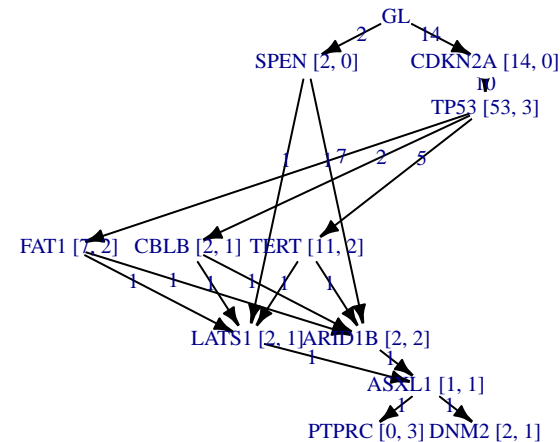 GL
2 14
SPEN [2, 0] CDKN2A [14, 0]
10
TP53 [53, 3]
1 1 7 2 5
FAT1 [7, 2] CBLB [2, 1] TERT [11, 2]
1 1 1 1 1 1
LATS1 [2, 1] ARID1B [2, 2]
1 1
ASXL1 [1, 1]
1 1
PTPRC [0, 3] DNM2 [2, 1]